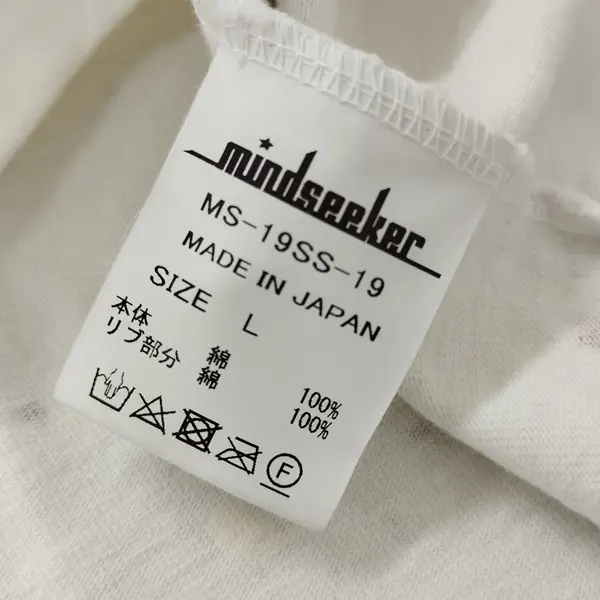 mindseeker
MS-19SS-19
MADE IN JAPAN
SIZE L
本体 綿 100%
リブ部分 綿 100%
F